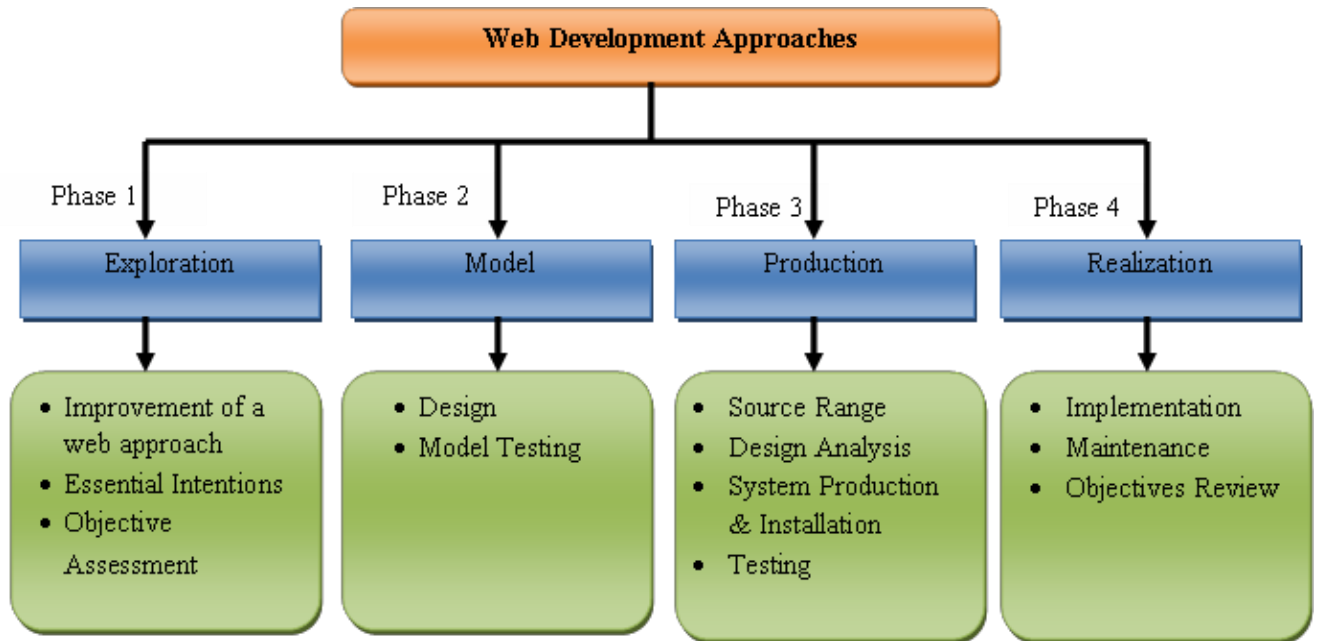 Web Development Approaches
Phase 1
Phase 2
Phase 3
Phase 4
Exploration
Model
Production
Realization
• Improvement of a
web approach
• Essential Intentions
• Objective
Assessment
• Design
• Model Testing
• Source Range
• Design Analysis
• System Production
& Installation
• Testing
• Implementation
• Maintenance
• Objectives Review